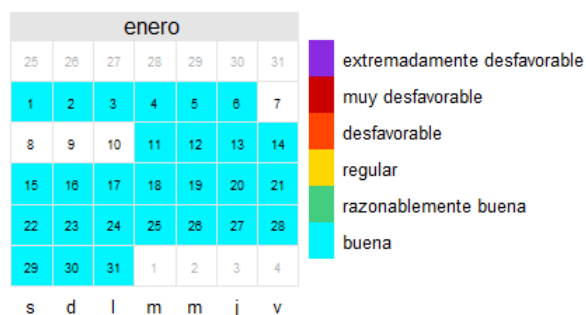 enero
25 26 27 28 29 30 31
1 2 3 4 5 6 7
8 9 10 11 12 13 14
15 16 17 18 19 20 21
22 23 24 25 26 27 28
29 30 31 1 2 3 4
s d l m m j v
extremadamente desfavorable
muy desfavorable
desfavorable
regular
razonablemente buena
buena